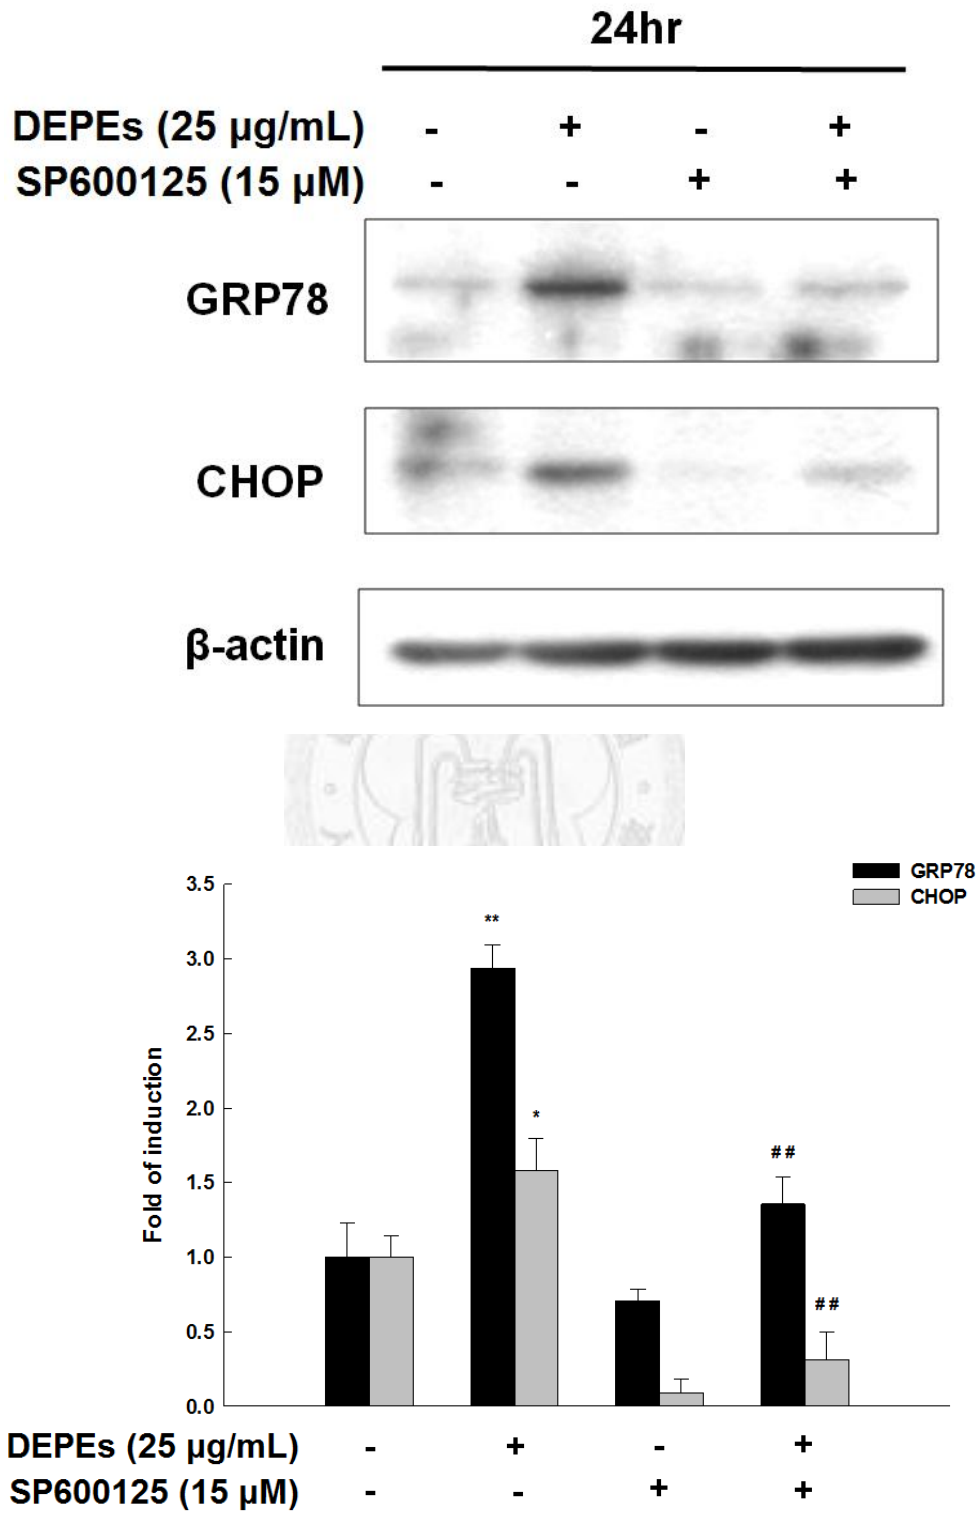 24hr
DEPEs (25 µg/mL) - + - +
SP600125 (15 µM) - - + +
GRP78
CHOP
β-actin
GRP78
CHOP
3.5
3.0
2.5
2.0
1.5
1.0
0.5
0.0
Fold of induction
**
*
##
##
DEPEs (25 µg/mL) - + - +
SP600125 (15 µM) - - + +